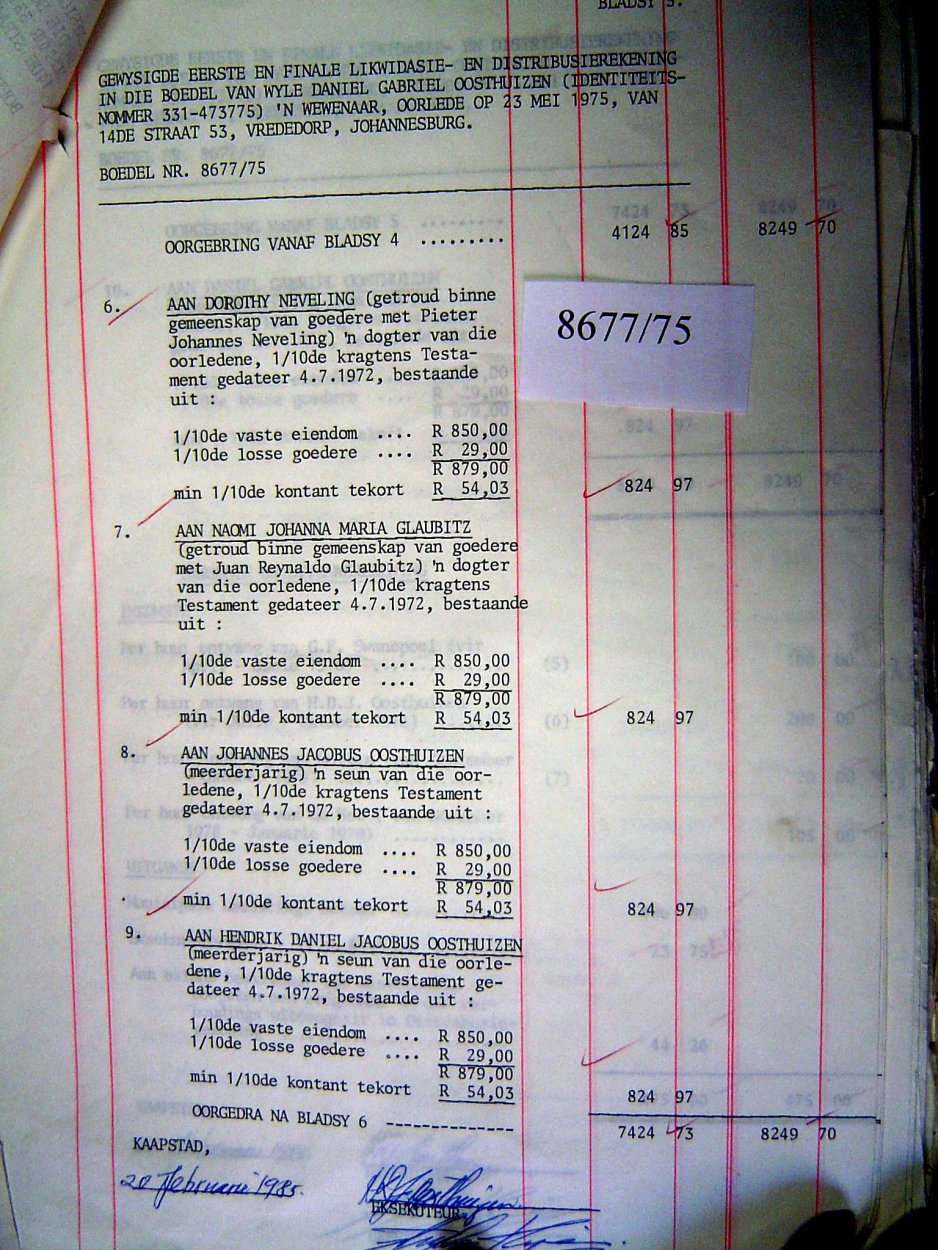 BLADSY 5.
GEWYSIGDE EERSTE EN FINALE LIKWIDASIE- EN DISTRIBUSIEREKENING
IN DIE BOEDEL VAN WYLE DANIEL GABRIEL OOSTHUIZEN (IDENTITEITS-
NOMMER 331-473775) 'N WEWENAAR, OORLEDE OP 23 MEI 1975, VAN
14DE STRAAT 53, VREDEDORP, JOHANNESBURG.
BOEDEL NR. 8677/75
OORGEBRING VANAF BLADSY 4 ......... 4124 85 8249 70
8677/75
6. AAN DOROTHY NEVELING (getroud binne
gemeenskap van goedere met Pieter
Johannes Neveling) 'n dogter van die
oorledene, 1/10de kragtens Testa-
ment gedateer 4.7.1972, bestaande
uit :
1/10de vaste eiendom .... R 850,00
1/10de losse goedere .... R 29,00
R 879,00
min 1/10de kontant tekort R 54,03 824 97
7. AAN NAOMI JOHANNA MARIA GLAUBITZ
(getroud binne gemeenskap van goedere
met Juan Reynaldo Glaubitz) 'n dogter
van die oorledene, 1/10de kragtens
Testament gedateer 4.7.1972, bestaande
uit :
1/10de vaste eiendom .... R 850,00
1/10de losse goedere .... R 29,00
R 879,00
min 1/10de kontant tekort R 54,03 824 97
8. AAN JOHANNES JACOBUS OOSTHUIZEN
(meerderjarig) 'n seun van die oor-
ledene, 1/10de kragtens Testament
gedateer 4.7.1972, bestaande uit :
1/10de vaste eiendom .... R 850,00
1/10de losse goedere .... R 29,00
R 879,00
min 1/10de kontant tekort R 54,03 824 97
9. AAN HENDRIK DANIEL JACOBUS OOSTHUIZEN
(meerderjarig) 'n seun van die oorle-
dene, 1/10de kragtens Testament ge-
dateer 4.7.1972, bestaande uit :
1/10de vaste eiendom .... R 850,00
1/10de losse goedere .... R 29,00
R 879,00
min 1/10de kontant tekort R 54,03 824 97
OORGEDRA NA BLADSY 6 -------------- 7424 73 8249 70
KAAPSTAD,
20 Februarie 1985.
EKSEKUTEUR